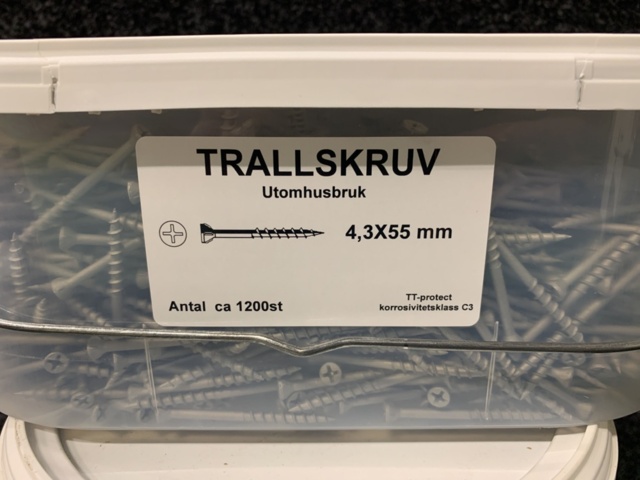 TRALLSKRUV
Utomhusbruk
4,3X55 mm
Antal ca 1200st
TT-protect
korrosivitetsklass C3